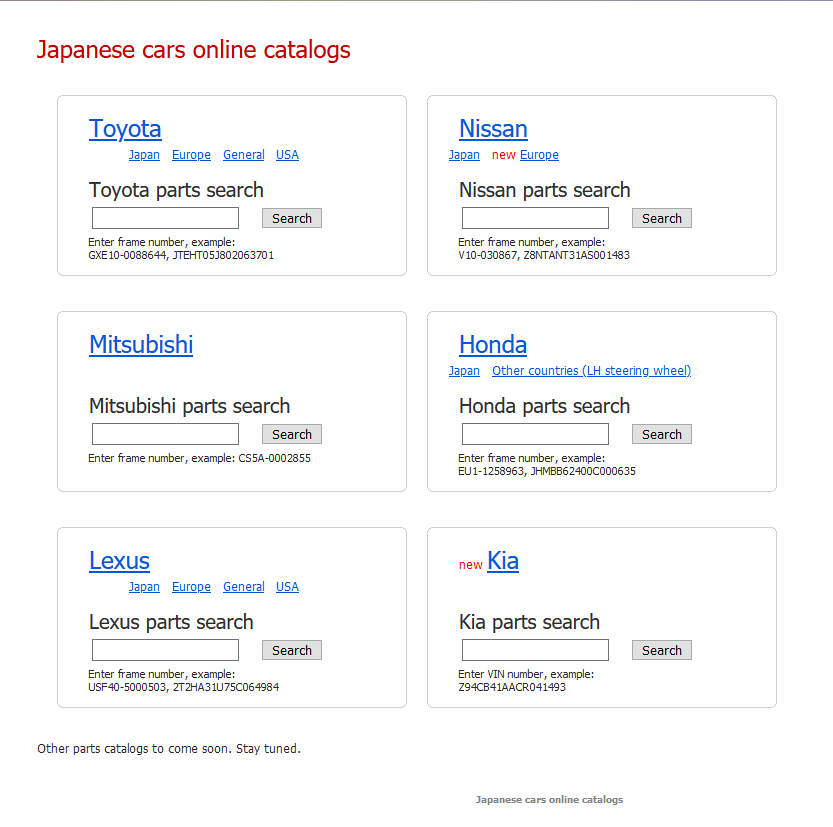 Japanese cars online catalogs
Toyota
Japan Europe General USA
Toyota parts search
Search
Enter frame number, example:
GXE10-0088644, JTEHT05J802063701
Nissan
Japan new Europe
Nissan parts search
Search
Enter frame number, example:
V10-030867, Z8NTANT31AS001483
Mitsubishi
Mitsubishi parts search
Search
Enter frame number, example: CS5A-0002855
Honda
Japan Other countries (LH steering wheel)
Honda parts search
Search
Enter frame number, example:
EU1-1258963, JHMBB62400C000635
Lexus
Japan Europe General USA
Lexus parts search
Search
Enter frame number, example:
USF40-5000503, 2T2HA31U75C064984
new Kia
Kia parts search
Search
Enter VIN number, example:
Z94CB41AACR041493
Other parts catalogs to come soon. Stay tuned.
Japanese cars online catalogs